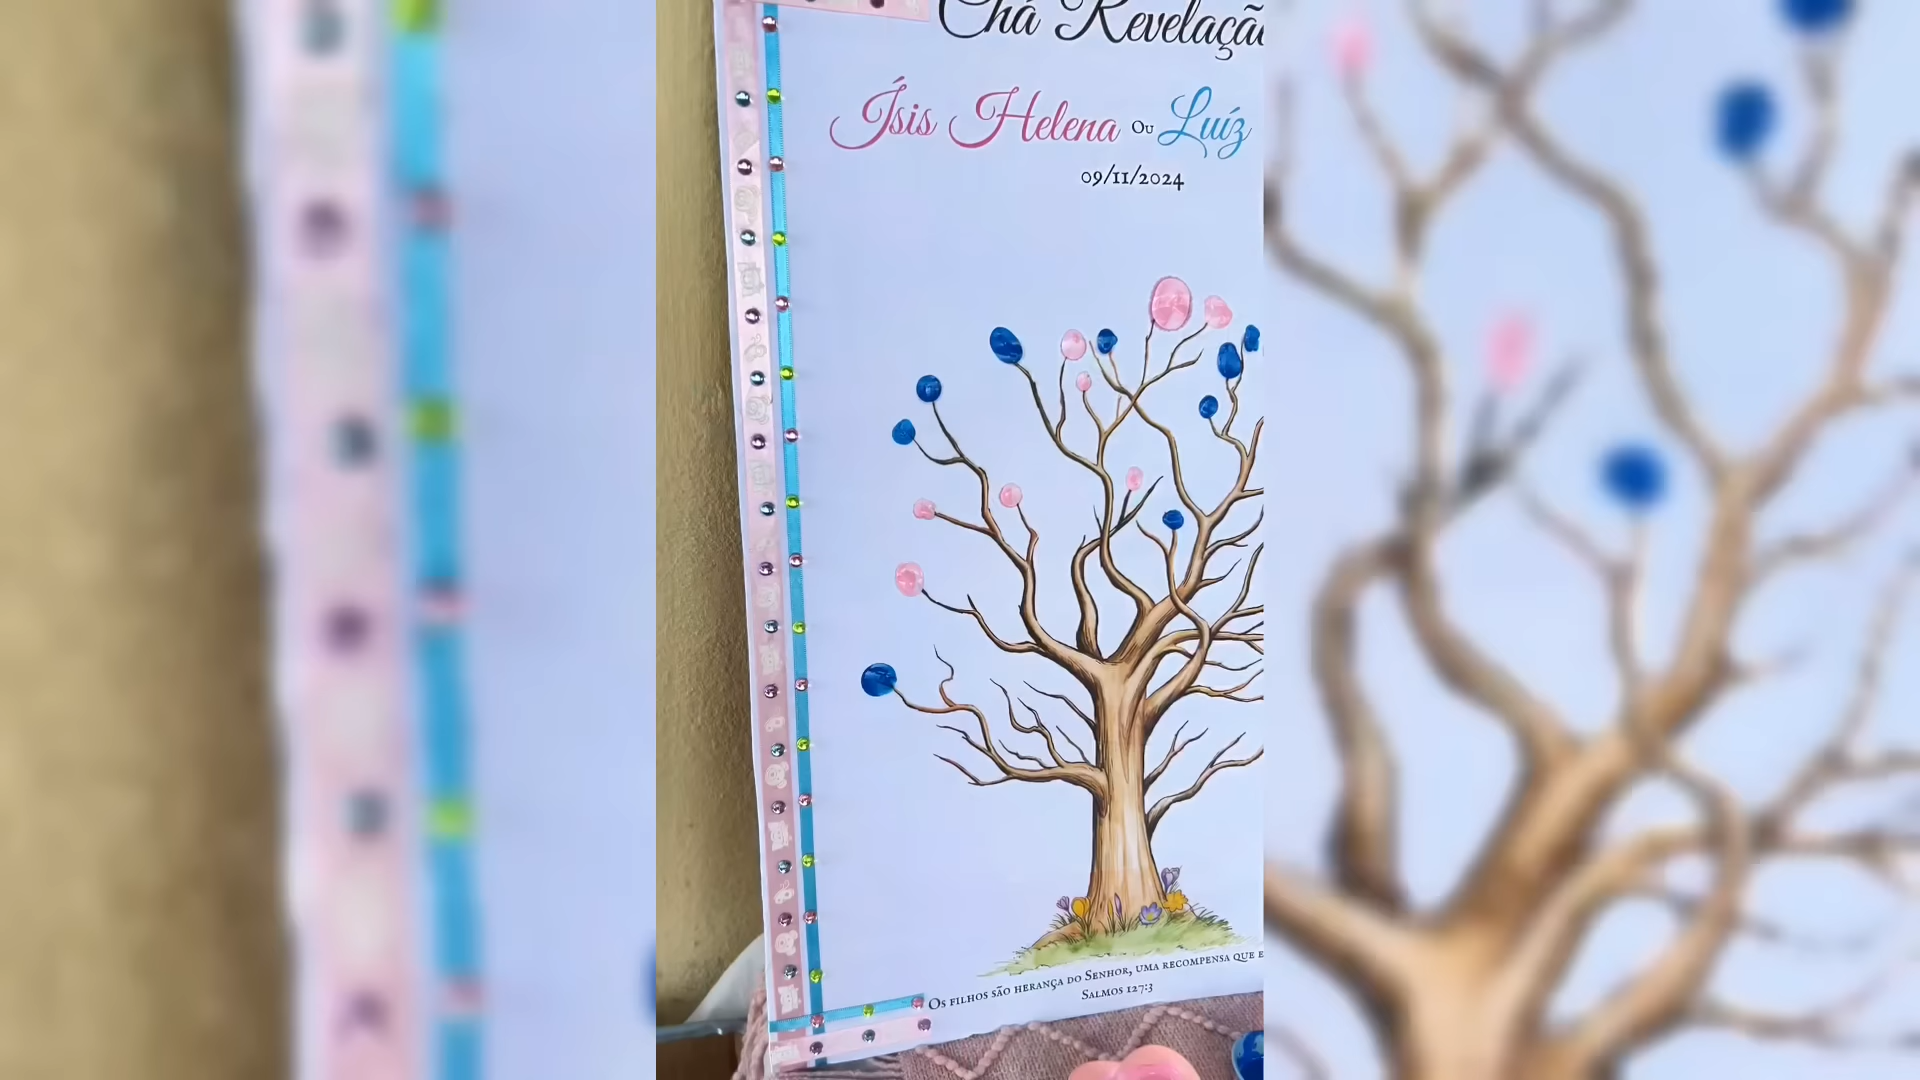 Chá Revelação
Ísis Helena Ou Luíz
09/11/2024
Os filhos são herança do Senhor, uma recompensa que e
Salmos 127:3